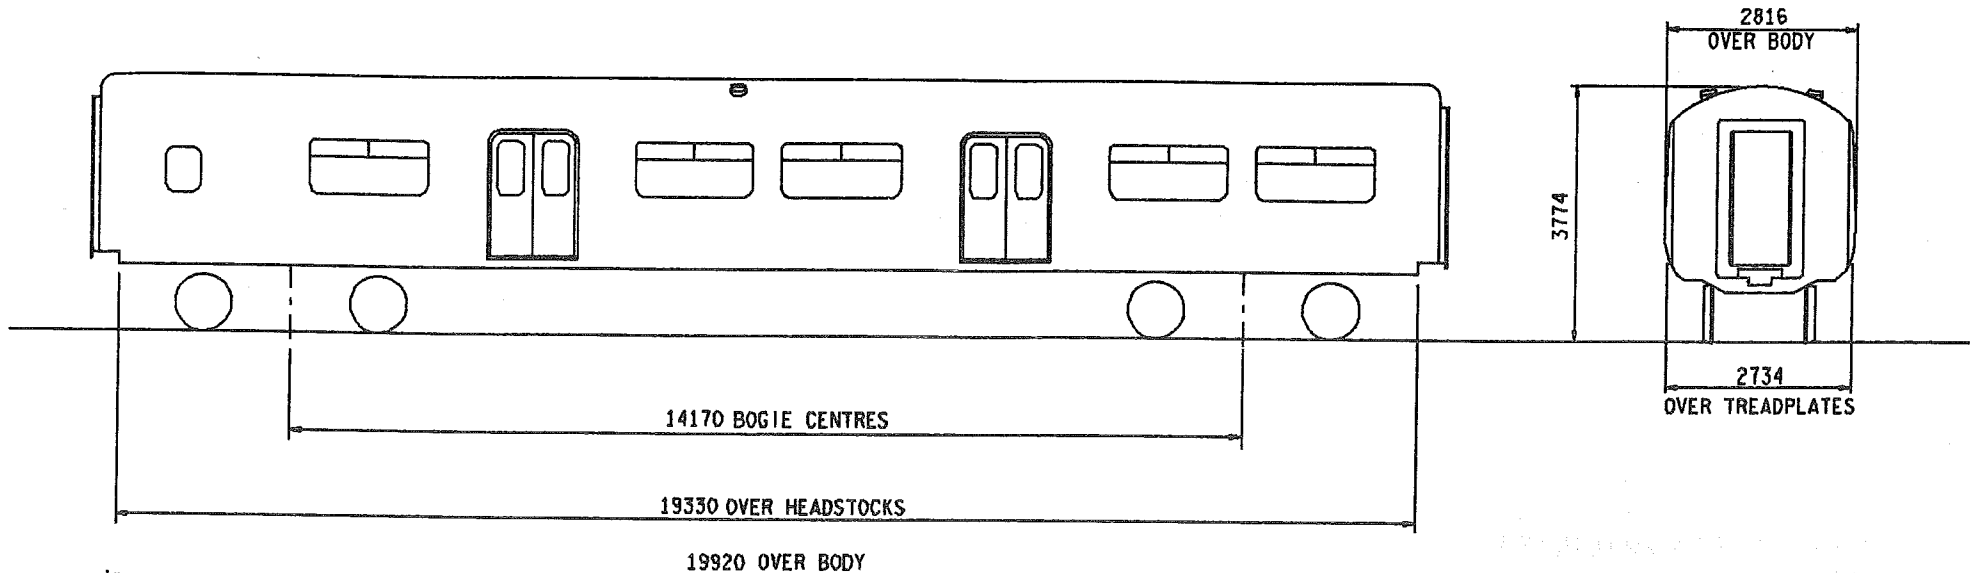 2816
OVER BODY
3774
2734
OVER TREADPLATES
14170 BOGIE CENTRES
19330 OVER HEADSTOCKS
19920 OVER BODY